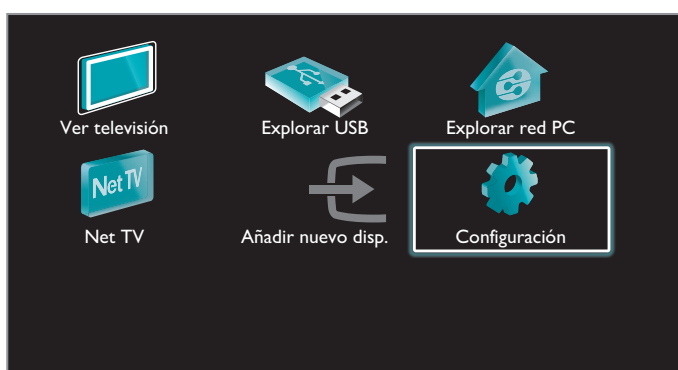 Ver televisión
Explorar USB
Explorar red PC
Net TV
Net TV
Añadir nuevo disp.
Configuración